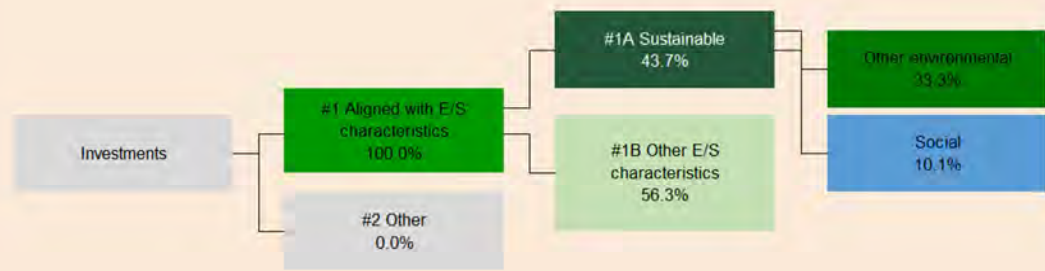 Investments
#1 Aligned with E/S
characteristics
100.0%
#2 Other
0.0%
#1A Sustainable
43.7%
#1B Other E/S
characteristics
56.3%
Other environmental
33.3%
Social
10.1%